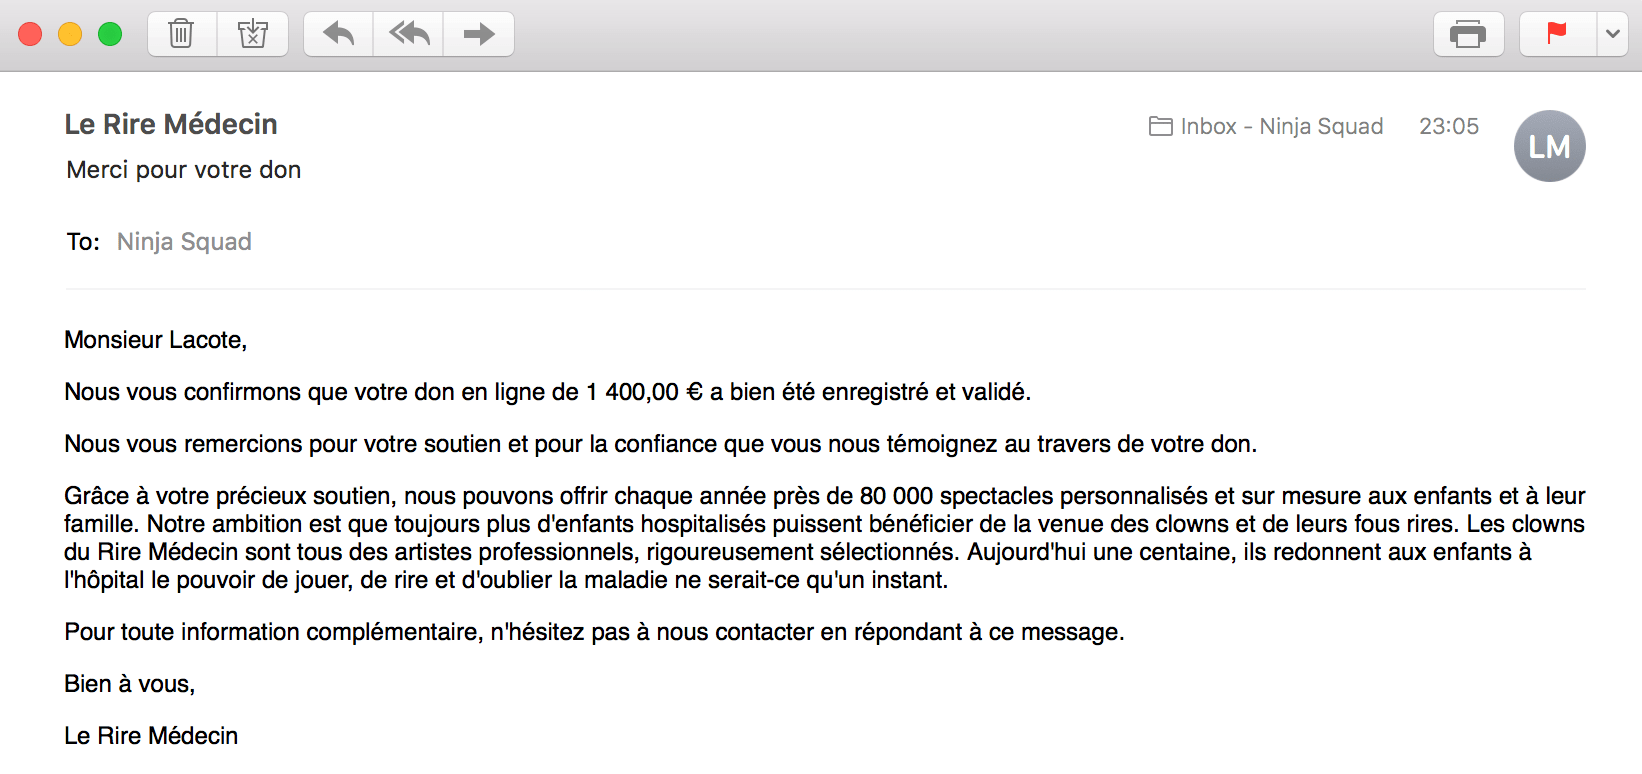 Le Rire Médecin
Inbox - Ninja Squad 23:05
LM
Merci pour votre don
To: Ninja Squad
Monsieur Lacote,
Nous vous confirmons que votre don en ligne de 1 400,00 € a bien été enregistré et validé.
Nous vous remercions pour votre soutien et pour la confiance que vous nous témoignez au travers de votre don.
Grâce à votre précieux soutien, nous pouvons offrir chaque année près de 80 000 spectacles personnalisés et sur mesure aux enfants et à leur
famille. Notre ambition est que toujours plus d'enfants hospitalisés puissent bénéficier de la venue des clowns et de leurs fous rires. Les clowns
du Rire Médecin sont tous des artistes professionnels, rigoureusement sélectionnés. Aujourd'hui une centaine, ils redonnent aux enfants à
l'hôpital le pouvoir de jouer, de rire et d'oublier la maladie ne serait-ce qu'un instant.
Pour toute information complémentaire, n'hésitez pas à nous contacter en répondant à ce message.
Bien à vous,
Le Rire Médecin